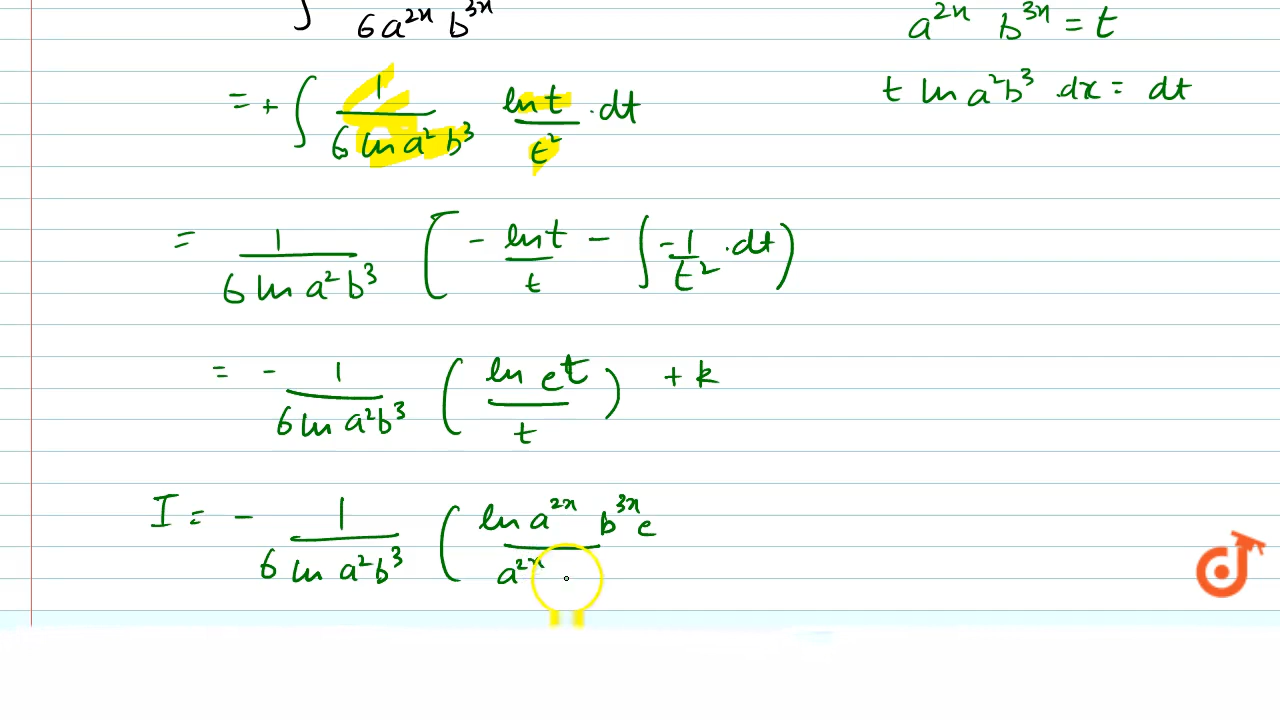 ∫ 6a^{2x} b^{3x}
a^{2x} b^{3x} = t
= + ∫ 1/(6 ln a²b³) (ln t)/t² . dt
t ln a²b³ . dx = dt
= 1/(6 ln a²b³) [ - (ln t)/t - ∫ -1/t² . dt )
= - 1/(6 ln a²b³) ( (ln et)/t ) + k
I = - 1/(6 ln a²b³) ( (ln a^{2x} b^{3x} e)/a^{2x}